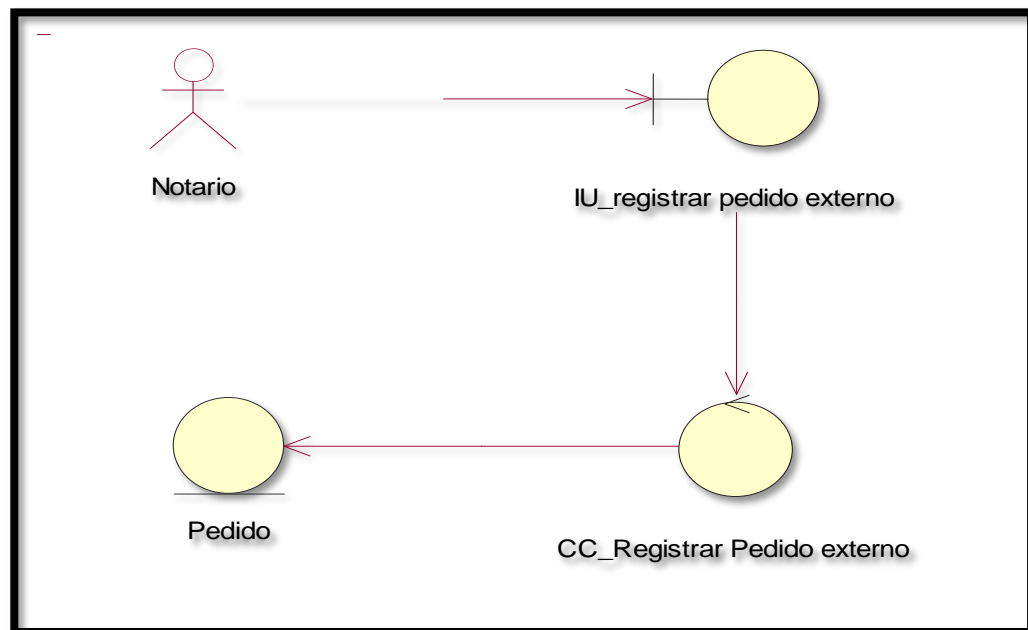 Notario
IU_registrar pedido externo
Pedido
CC_Registrar Pedido externo